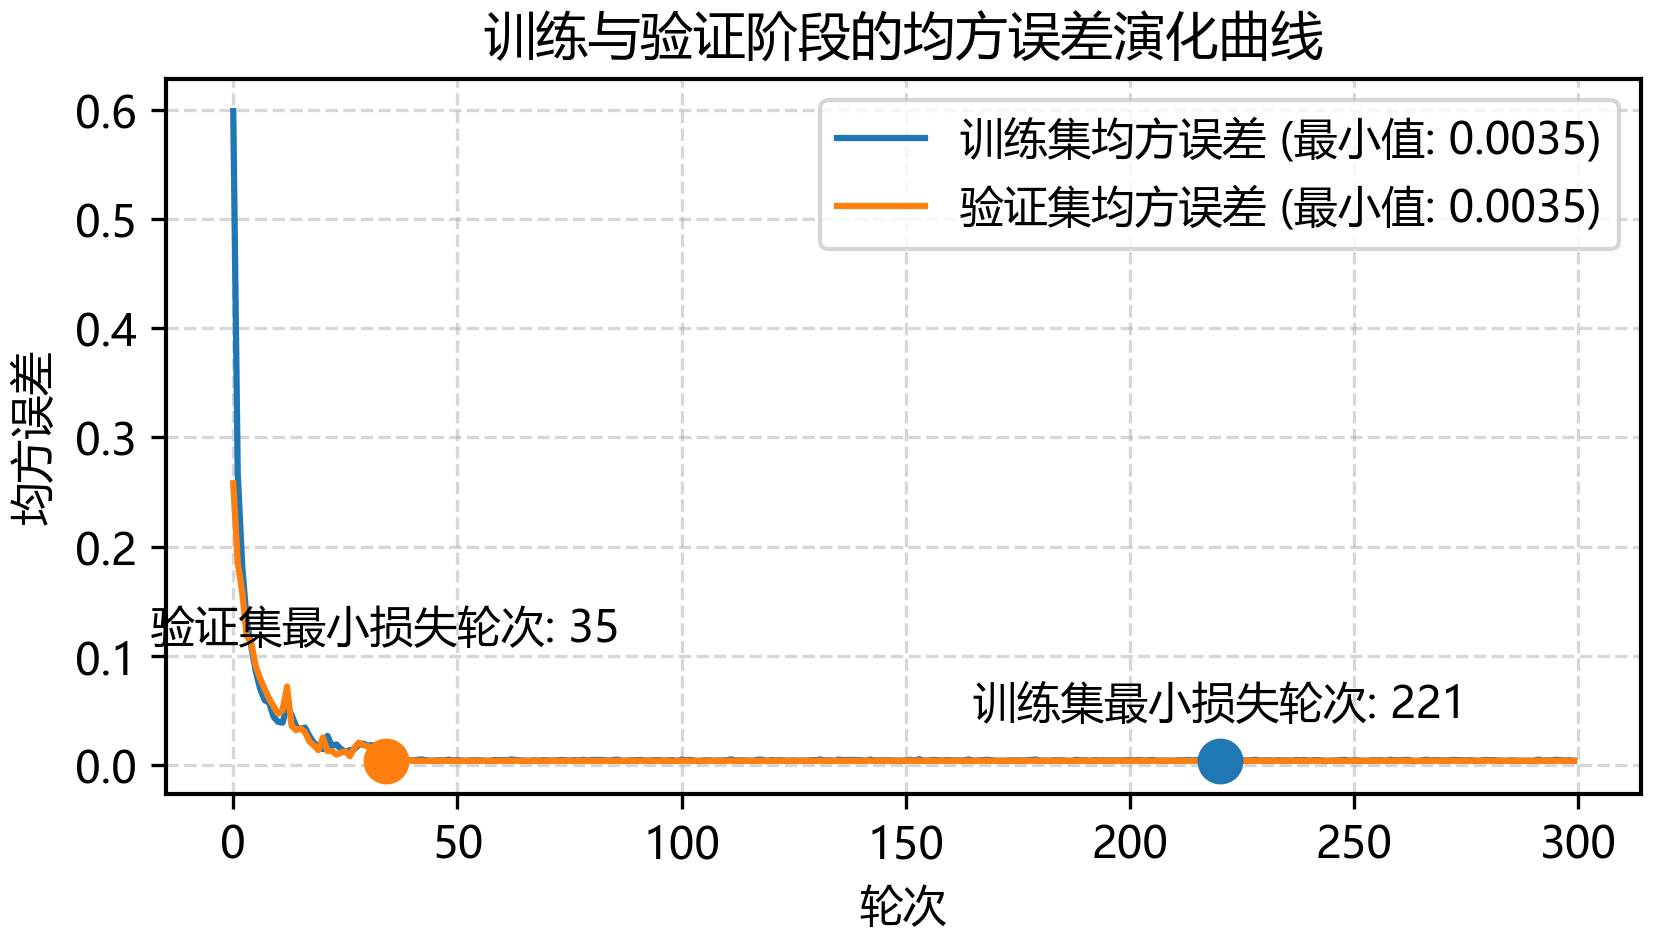 训练与验证阶段的均方误差演化曲线
训练集均方误差 (最小值: 0.0035)
验证集均方误差 (最小值: 0.0035)
0.6
0.5
0.4
0.3
0.2
0.1
0.0
均方误差
验证集最小损失轮次: 35
训练集最小损失轮次: 221
0 50 100 150 200 250 300
轮次